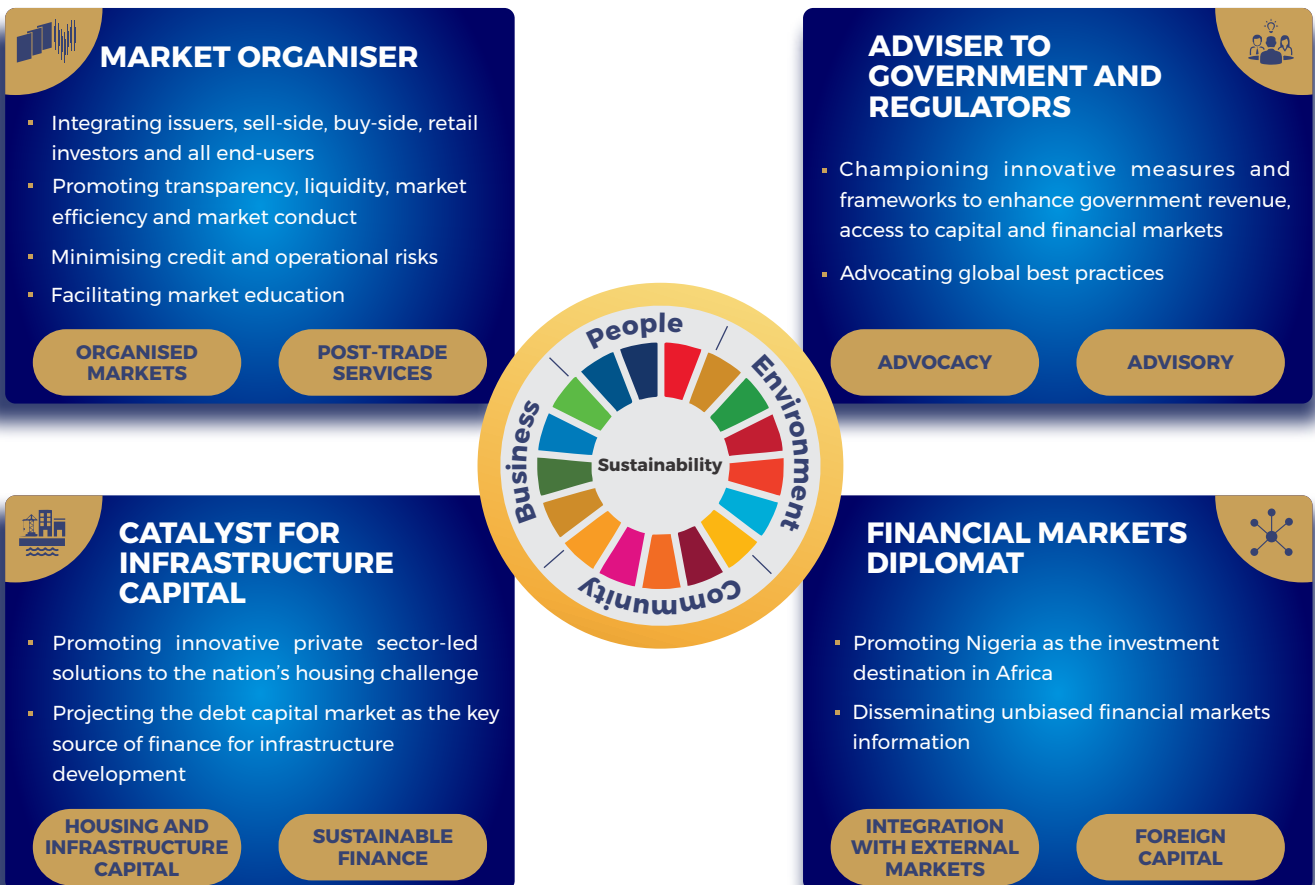 MARKET ORGANISER
Integrating issuers, sell-side, buy-side, retail
investors and all end-users
Promoting transparency, liquidity, market
efficiency and market conduct
Minimising credit and operational risks
Facilitating market education
ORGANISED
MARKETS
POST-TRADE
SERVICES
ADVISER TO
GOVERNMENT AND
REGULATORS
Championing innovative measures and
frameworks to enhance government revenue,
access to capital and financial markets
Advocating global best practices
ADVOCACY
ADVISORY
People
Environment
Community
Business
Sustainability
CATALYST FOR
INFRASTRUCTURE
CAPITAL
Promoting innovative private sector-led
solutions to the nation's housing challenge
Projecting the debt capital market as the key
source of finance for infrastructure
development
HOUSING AND
INFRASTRUCTURE
CAPITAL
SUSTAINABLE
FINANCE
FINANCIAL MARKETS
DIPLOMAT
Promoting Nigeria as the investment
destination in Africa
Disseminating unbiased financial markets
information
INTEGRATION
WITH EXTERNAL
MARKETS
FOREIGN
CAPITAL